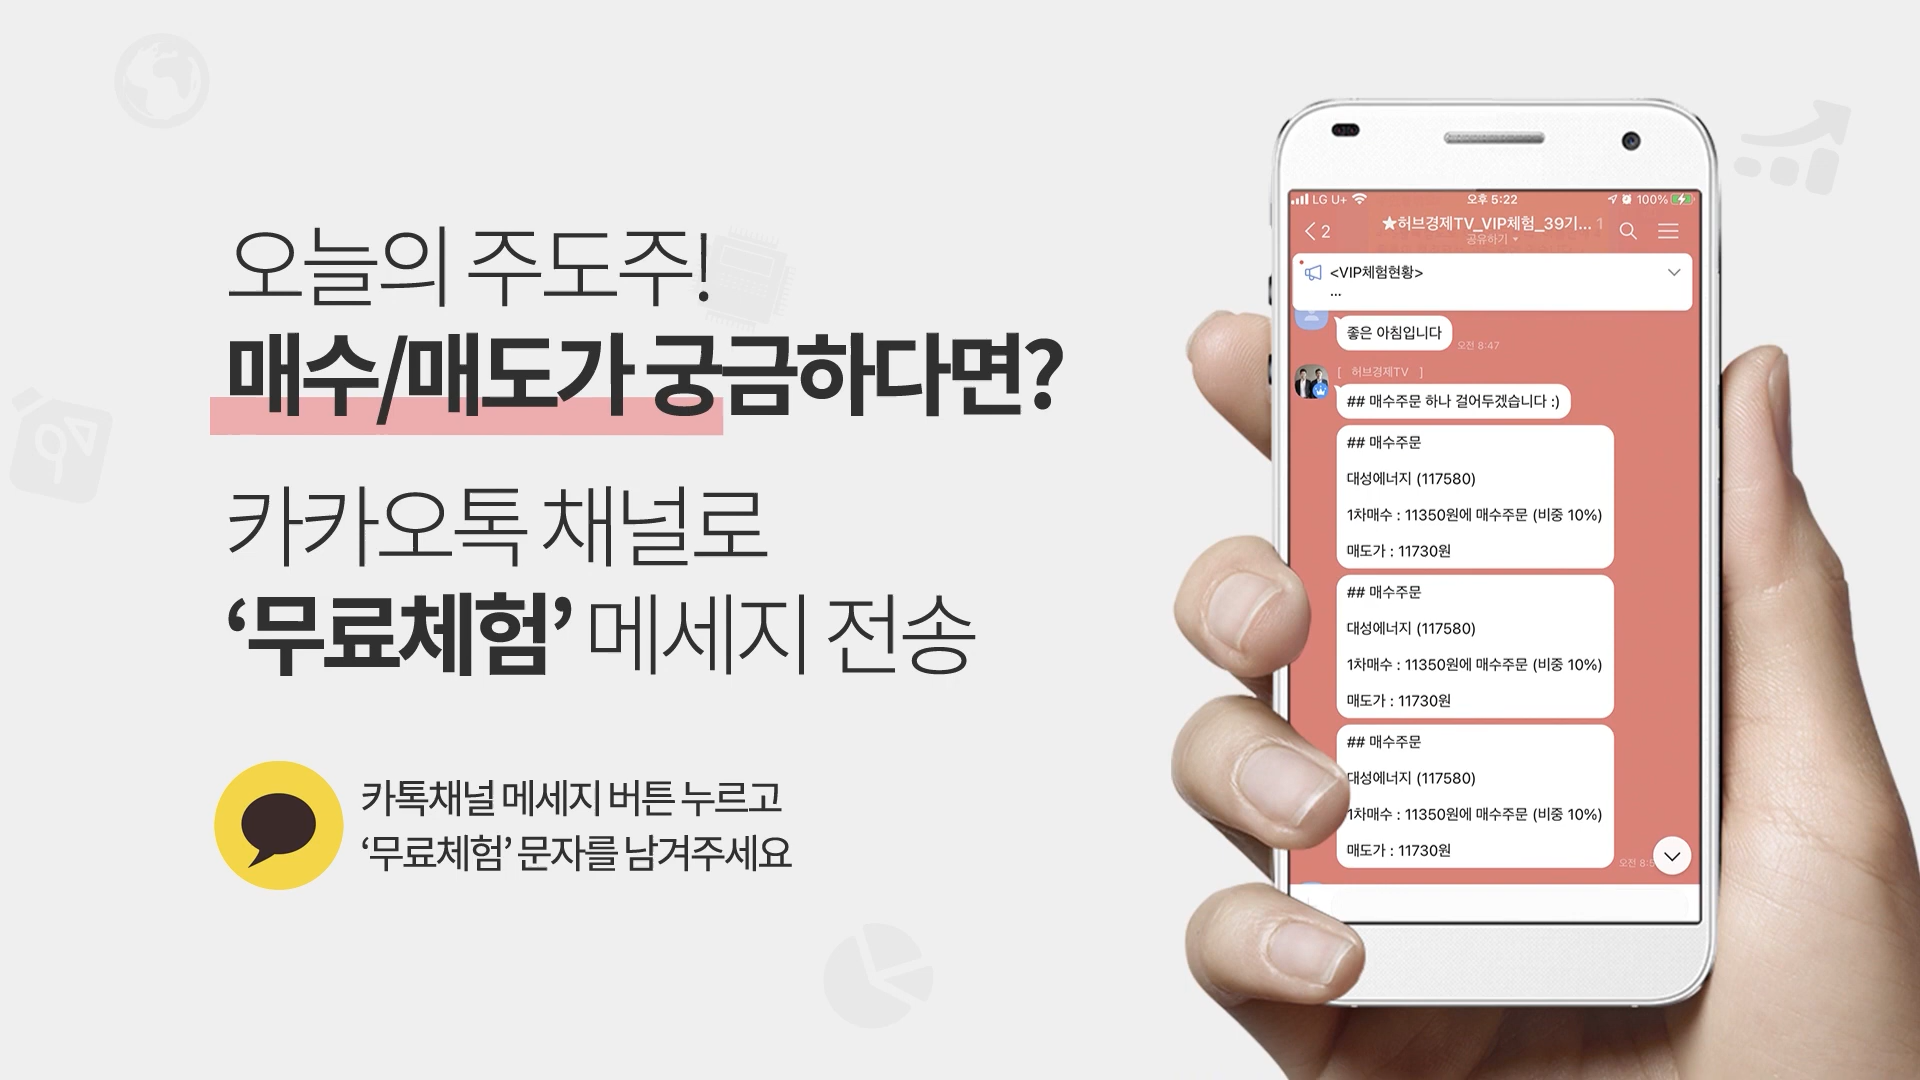 오늘의 주도주!
매수/매도가 궁금하다면?
카카오톡 채널로
‘무료체험’ 메세지 전송
카톡채널 메세지 버튼 누르고
‘무료체험’ 문자를 남겨주세요
LG U+ 오후 5:22 100%
2 ★허브경제TV_VIP체험_39기... 1
공유하기
<VIP체험현황>
...
좋은 아침입니다
오전 8:47
[ 허브경제TV ]
## 매수주문 하나 걸어두겠습니다 :)
## 매수주문
대성에너지 (117580)
1차매수 : 11350원에 매수주문 (비중 10%)
매도가 : 11730원
## 매수주문
대성에너지 (117580)
1차매수 : 11350원에 매수주문 (비중 10%)
매도가 : 11730원
## 매수주문
대성에너지 (117580)
1차매수 : 11350원에 매수주문 (비중 10%)
매도가 : 11730원
오전